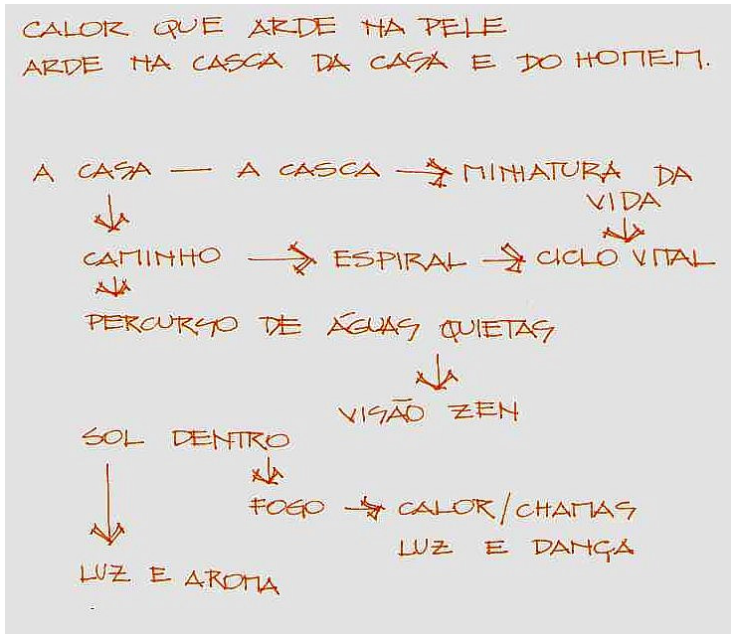 CALOR QUE ARDE NA PELE
ARDE NA CASCA DA CASA E DO HOMEM.
A CASA — A CASCA → MINIATURA DA
VIDA
CAMINHO → ESPIRAL → CICLO VITAL
PERCURSO DE ÁGUAS QUIETAS
VISÃO ZEN
SOL DENTRO
FOGO → CALOR/CHAMAS
LUZ E DANÇA
LUZ E AROMA